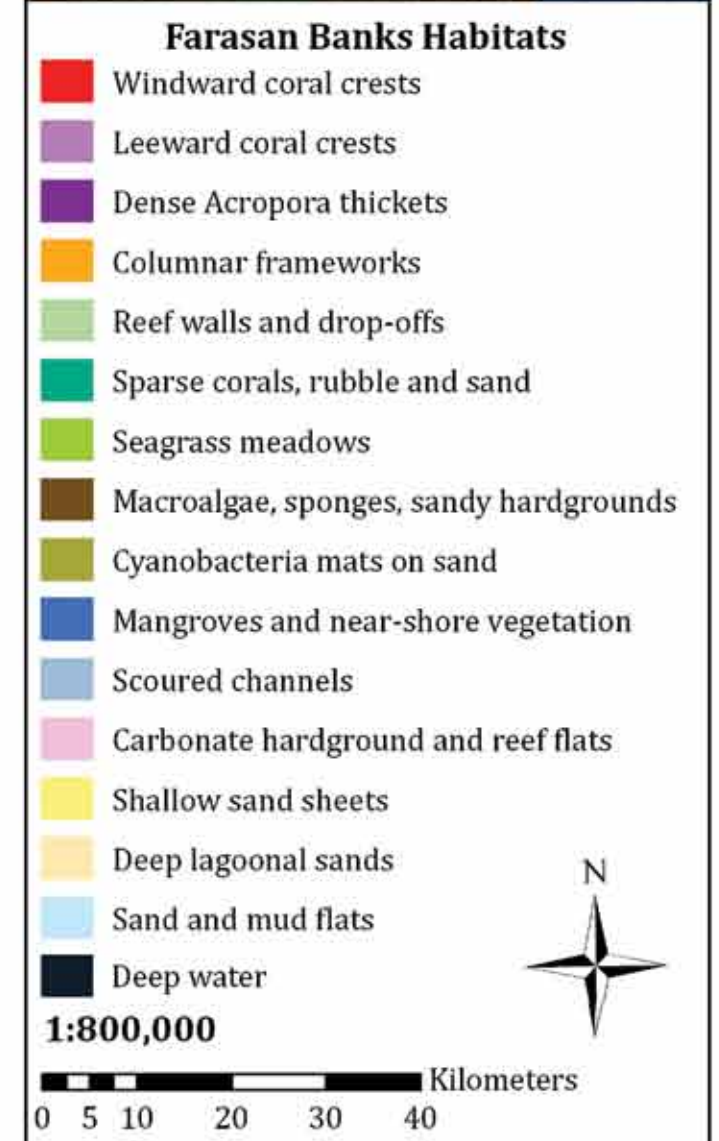 Farasan Banks Habitats
Windward coral crests
Leeward coral crests
Dense Acropora thickets
Columnar frameworks
Reef walls and drop-offs
Sparse corals, rubble and sand
Seagrass meadows
Macroalgae, sponges, sandy hardgrounds
Cyanobacteria mats on sand
Mangroves and near-shore vegetation
Scoured channels
Carbonate hardground and reef flats
Shallow sand sheets
Deep lagoonal sands
N
Sand and mud flats
Deep water
1:800,000
Kilometers
0 5 10 20 30 40